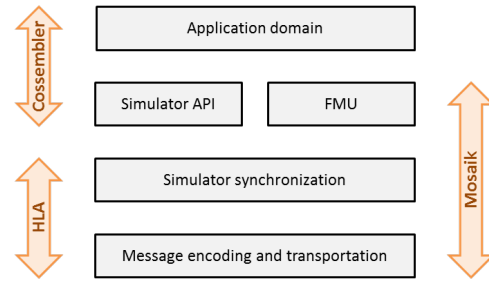 Application domain
Cossembler
Simulator API
FMU
Simulator synchronization
Mosaik
HLA
Message encoding and transportation